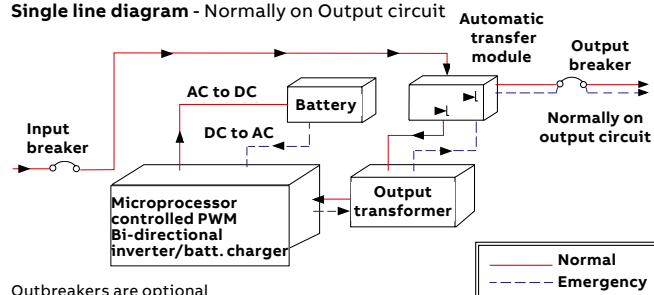 Single line diagram - Normally on Output circuit
Automatic
transfer
module
Output
breaker
AC to DC
Battery
DC to AC
Input
breaker
Normally on
output circuit
Microprocessor
controlled PWM
Bi-directional
inverter/batt. charger
Output
transformer
Normal
Emergency
Outbreakers are optional